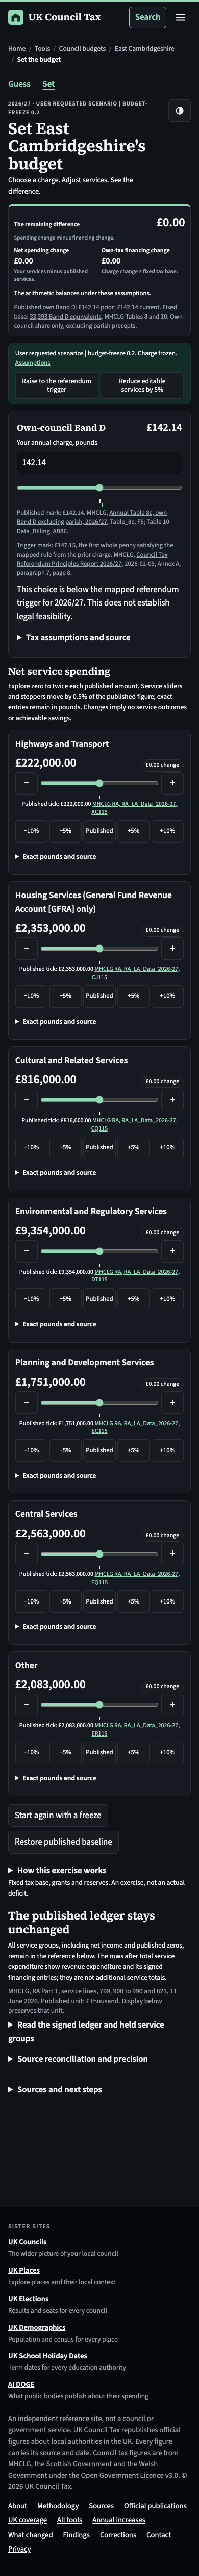 UK Council Tax
Search
Home / Tools / Council budgets / East Cambridgeshire
/ Set the budget
Guess Set
2026/27 · USER REQUESTED SCENARIO | BUDGET-
FREEZE 0.2
Set East
Cambridgeshire's
budget
Choose a charge. Adjust services. See the
difference.
The remaining difference £0.00
Spending change minus financing change.
Net spending change Own-tax financing change
£0.00 £0.00
Your services minus published services. Charge change × fixed tax base.
The arithmetic balances under these assumptions.
Published own Band D: £142.14 prior; £142.14 current. Fixed
base: 33,393 Band D equivalents. MHCLG Tables 8 and 10. Own-
council share only, excluding parish precepts.
User requested scenarios | budget-freeze 0.2. Charge frozen.
Assumptions
Raise to the referendum trigger
Reduce editable services by 5%
Own-council Band D £142.14
Your annual charge, pounds
142.14
Published mark: £142.14. MHCLG, Annual Table 8c, own
Band D excluding parish, 2026/27, Table_8c, F5; Table 10
Data_Billing, AB86.
Trigger mark: £147.15, the first whole penny satisfying the
mapped rule from the prior charge. MHCLG, Council Tax
Referendum Principles Report 2026/27, 2026-02-09, Annex A,
paragraph 7, page 8.
This choice is below the mapped referendum
trigger for 2026/27. This does not establish
legal feasibility.
▶ Tax assumptions and source
Net service spending
Explore zero to twice each published amount. Service sliders
and steppers move by 0.5% of the published figure; exact
entries remain in pounds. Changes imply no service outcomes
or achievable savings.
Highways and Transport
£222,000.00 £0.00 change
− +
Published tick: £222,000.00 MHCLG RA, RA_LA_Data_2026-27,
AC115
−10% −5% Published +5% +10%
▶ Exact pounds and source
Housing Services (General Fund Revenue
Account [GFRA] only)
£2,353,000.00 £0.00 change
− +
Published tick: £2,353,000.00 MHCLG RA, RA_LA_Data_2026-27,
CJ115
−10% −5% Published +5% +10%
▶ Exact pounds and source
Cultural and Related Services
£816,000.00 £0.00 change
− +
Published tick: £816,000.00 MHCLG RA, RA_LA_Data_2026-27,
CQ115
−10% −5% Published +5% +10%
▶ Exact pounds and source
Environmental and Regulatory Services
£9,354,000.00 £0.00 change
− +
Published tick: £9,354,000.00 MHCLG RA, RA_LA_Data_2026-27,
DT115
−10% −5% Published +5% +10%
▶ Exact pounds and source
Planning and Development Services
£1,751,000.00 £0.00 change
− +
Published tick: £1,751,000.00 MHCLG RA, RA_LA_Data_2026-27,
EC115
−10% −5% Published +5% +10%
▶ Exact pounds and source
Central Services
£2,563,000.00 £0.00 change
− +
Published tick: £2,563,000.00 MHCLG RA, RA_LA_Data_2026-27,
EQ115
−10% −5% Published +5% +10%
▶ Exact pounds and source
Other
£2,083,000.00 £0.00 change
− +
Published tick: £2,083,000.00 MHCLG RA, RA_LA_Data_2026-27,
ER115
−10% −5% Published +5% +10%
▶ Exact pounds and source
Start again with a freeze
Restore published baseline
▶ How this exercise works
Fixed tax base, grants and reserves. An exercise, not an actual
deficit.
The published ledger stays
unchanged
All service groups, including net income and published zeros,
remain in the reference below. The rows after total service
expenditure show revenue expenditure and its signed
financing entries; they are not additional service totals.
MHCLG, RA Part 1, service lines, 799, 900 to 990 and 821, 11
June 2026. Published unit: £ thousand. Display below
preserves that unit.
▶ Read the signed ledger and held service
groups
▶ Source reconciliation and precision
▶ Sources and next steps
SISTER SITES
UK Councils
The wider picture of your local council
UK Places
Explore places and their local context
UK Elections
Results and seats for every council
UK Demographics
Population and census for every place
UK School Holiday Dates
Term dates for every education authority
AI DOGE
What public bodies publish about their spending
An independent reference site, not a council or
government website. UK Council Tax republishes official
figures about local authorities in the UK. Every figure
carries its source and date. Council tax figures are from
MHCLG, the Scottish Government and the Welsh
Government under the Open Government Licence v3.0. ©
2026 UK Council Tax.
About Methodology Sources Official publications
UK coverage All tools Annual increases
What changed Findings Corrections Contact
Privacy